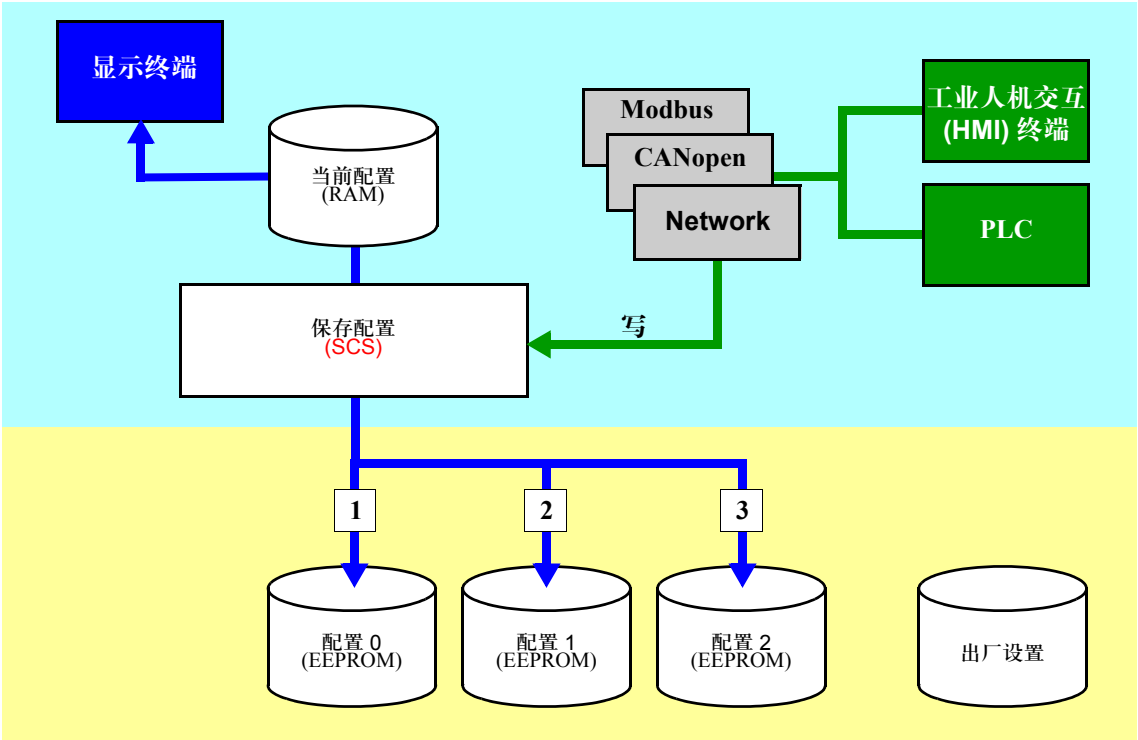 显示终端
当前配置
(RAM)
Modbus
CANopen
Network
工业人机交互
(HMI) 终端
PLC
保存配置
(SCS)
写
1
2
3
配置 0
(EEPROM)
配置 1
(EEPROM)
配置 2
(EEPROM)
出厂设置